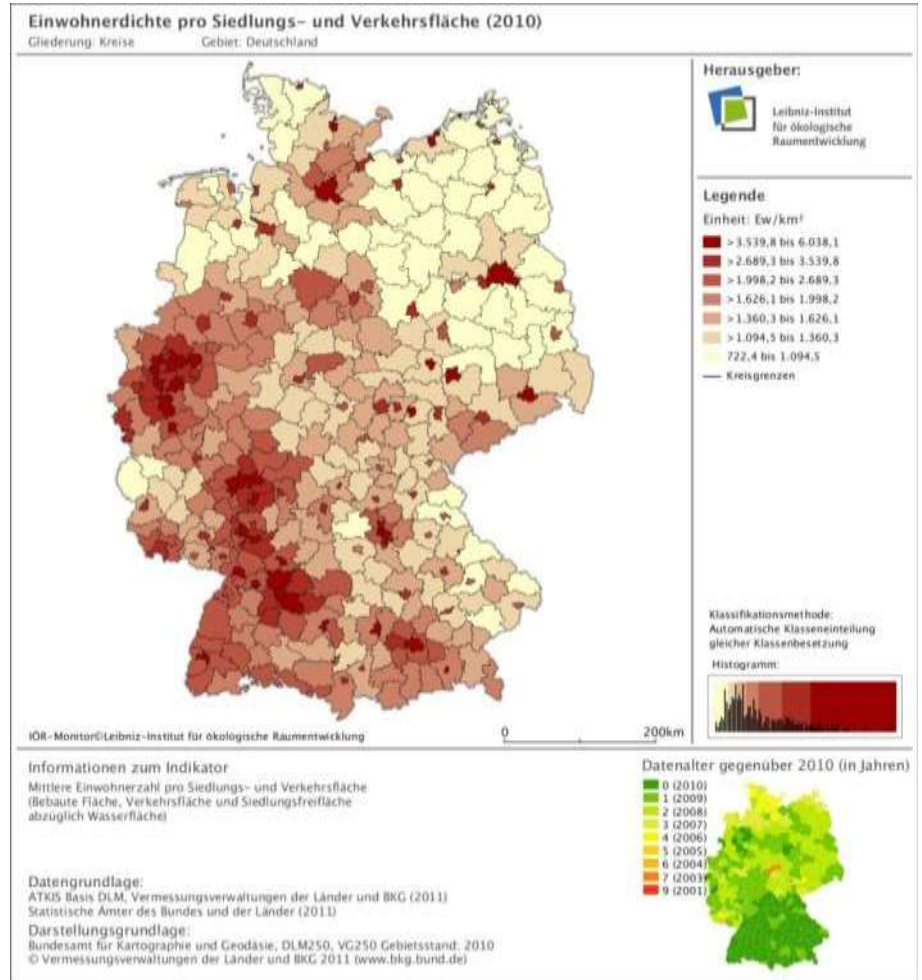 Einwohnerdichte pro Siedlungs- und Verkehrsfläche (2010)
Gliederung: Kreise Gebiet: Deutschland
Herausgeber:
Leibniz-Institut
für ökologische
Raumentwicklung
Legende
Einheit: Ew/km²
>3.539,8 bis 6.038,1
>2.689,3 bis 3.539,8
>1.998,2 bis 2.689,3
>1.626,1 bis 1.998,2
>1.360,3 bis 1.626,1
>1.094,5 bis 1.360,3
722,4 bis 1.094,5
Kreisgrenzen
Klassifikationsmethode:
Automatische Klasseneinteilung
gleicher Klassenbesetzung
Histogramm:
IÖR-Monitor©Leibniz-Institut für ökologische Raumentwicklung
0 200km
Informationen zum Indikator
Mittlere Einwohnerzahl pro Siedlungs- und Verkehrsfläche
(Bebaute Fläche, Verkehrsfläche und Siedlungsfreifläche
abzüglich Wasserfläche)
Datengrundlage:
ATKIS Basis DLM, Vermessungsverwaltungen der Länder und BKG (2011)
Statistische Ämter des Bundes und der Länder (2011)
Darstellungsgrundlage:
Bundesamt für Kartographie und Geodäsie, DLM250, VG250 Gebietsstand: 2010
© Vermessungsverwaltungen der Länder und BKG 2011 (www.bkg.bund.de)
Datenalter gegenüber 2010 (in Jahren)
0 (2010)
1 (2009)
2 (2008)
3 (2007)
4 (2006)
5 (2005)
6 (2004)
7 (2003)
9 (2001)